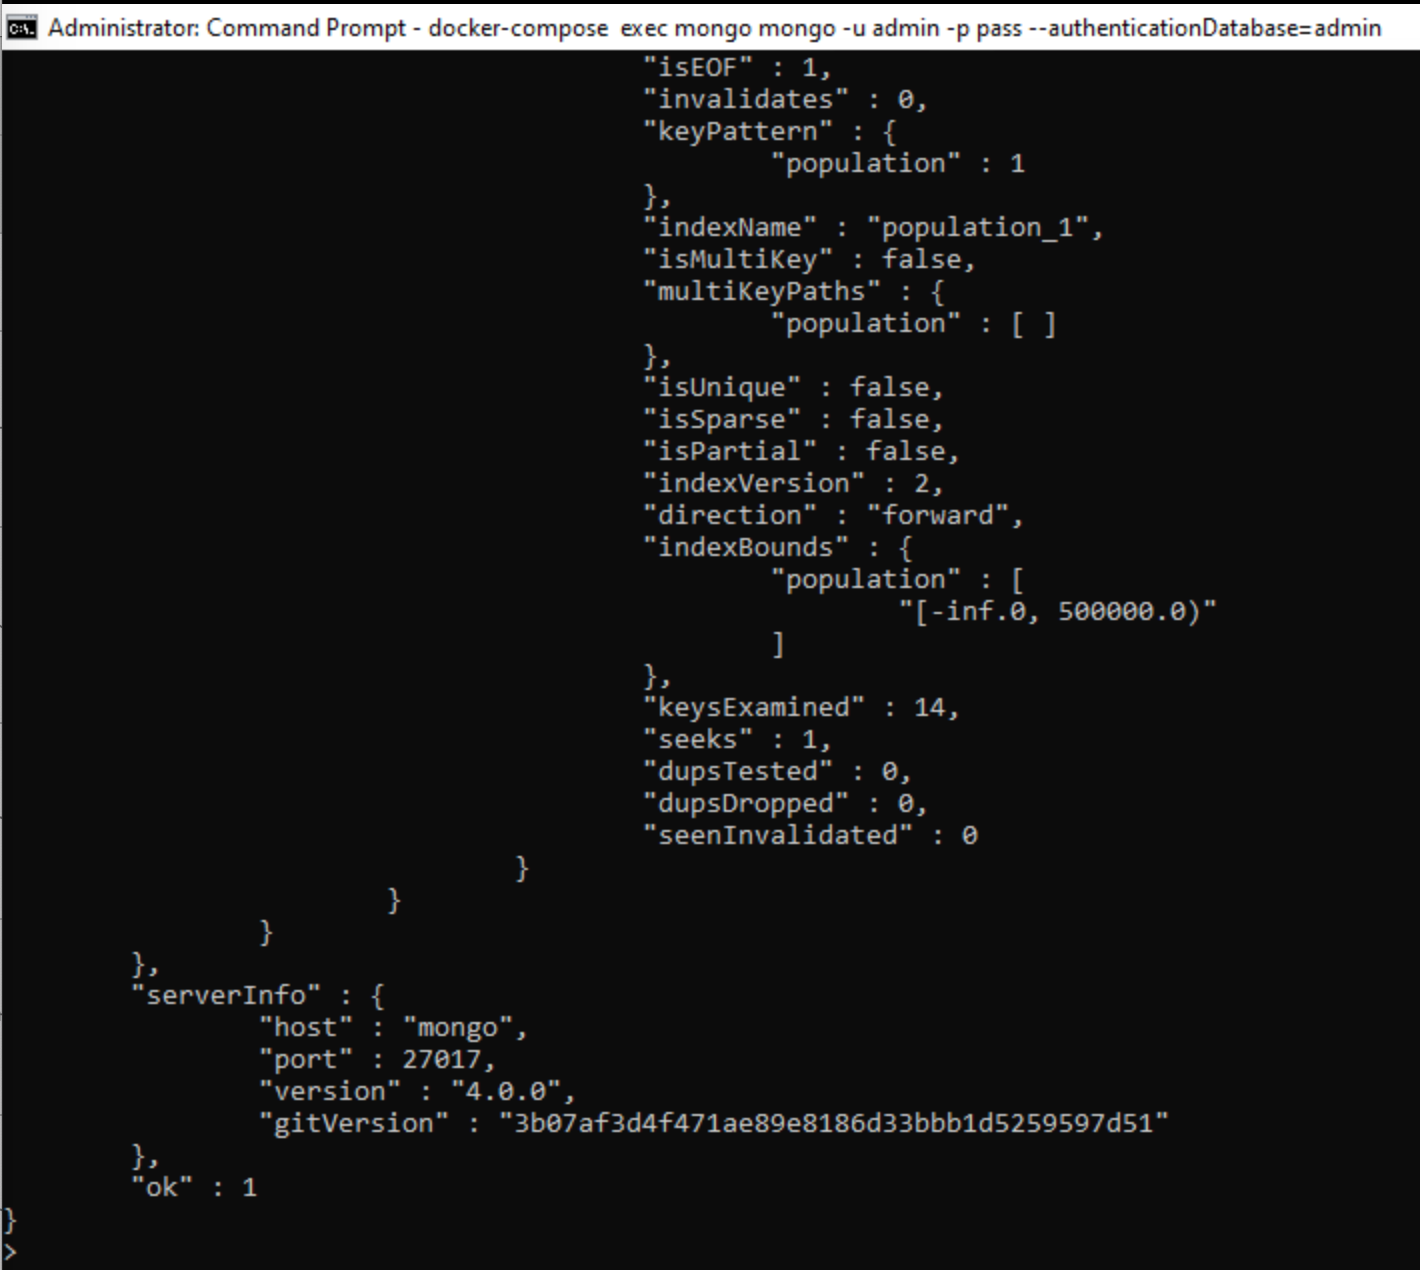 Administrator: Command Prompt - docker-compose  exec mongo mongo -u admin -p pass --authenticationDatabase=admin
"isEOF" : 1,
"invalidates" : 0,
"keyPattern" : {
"population" : 1
},
"indexName" : "population_1",
"isMultiKey" : false,
"multiKeyPaths" : {
"population" : [ ]
},
"isUnique" : false,
"isSparse" : false,
"isPartial" : false,
"indexVersion" : 2,
"direction" : "forward",
"indexBounds" : {
"population" : [
"[-inf.0, 500000.0)"
]
},
"keysExamined" : 14,
"seeks" : 1,
"dupsTested" : 0,
"dupsDropped" : 0,
"seenInvalidated" : 0
}
}
}
},
"serverInfo" : {
"host" : "mongo",
"port" : 27017,
"version" : "4.0.0",
"gitVersion" : "3b07af3d4f471ae89e8186d33bbb1d5259597d51"
},
"ok" : 1
}
>